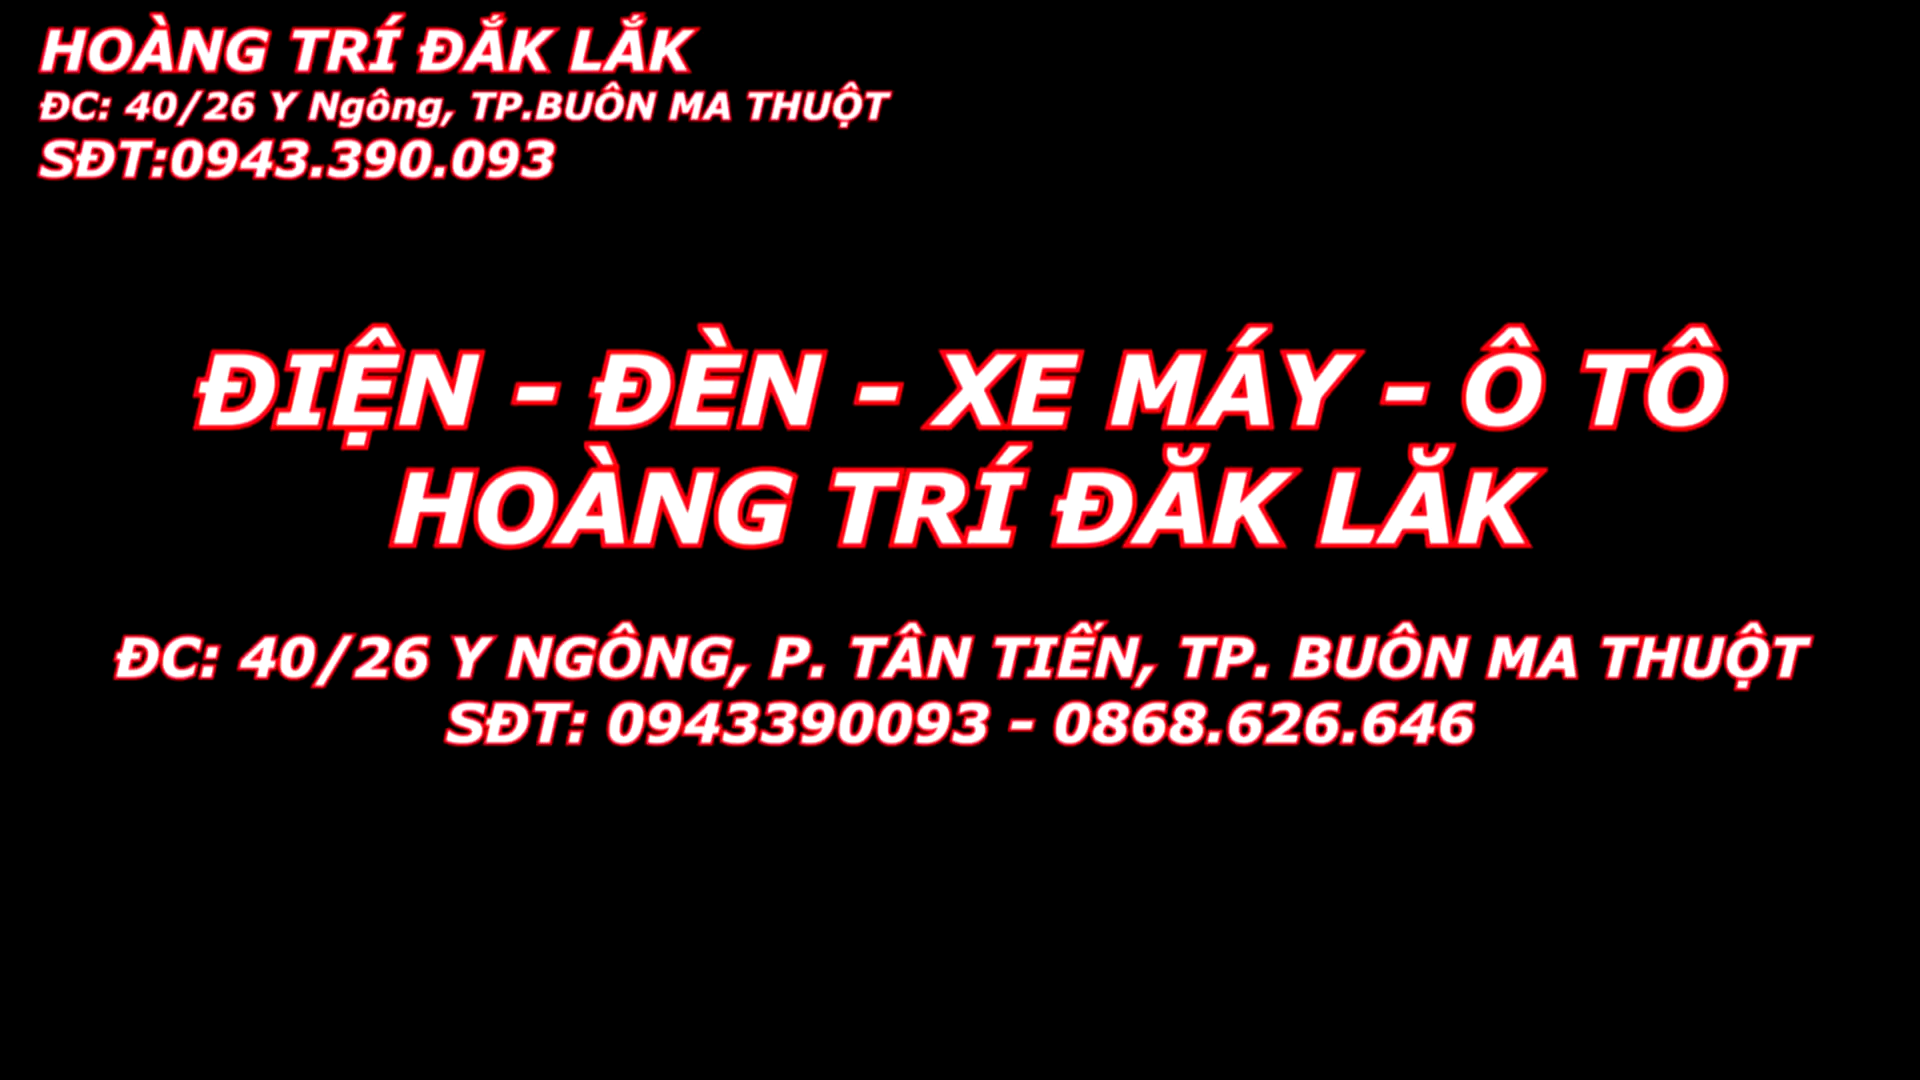 HOÀNG TRÍ ĐẮK LẮK
ĐC: 40/26 Y Ngông, TP.BUÔN MA THUỘT
SĐT:0943.390.093
ĐIỆN - ĐÈN - XE MÁY - Ô TÔ
HOÀNG TRÍ ĐĂK LĂK
ĐC: 40/26 Y NGÔNG, P. TÂN TIẾN, TP. BUÔN MA THUỘT
SĐT: 0943390093 - 0868.626.646